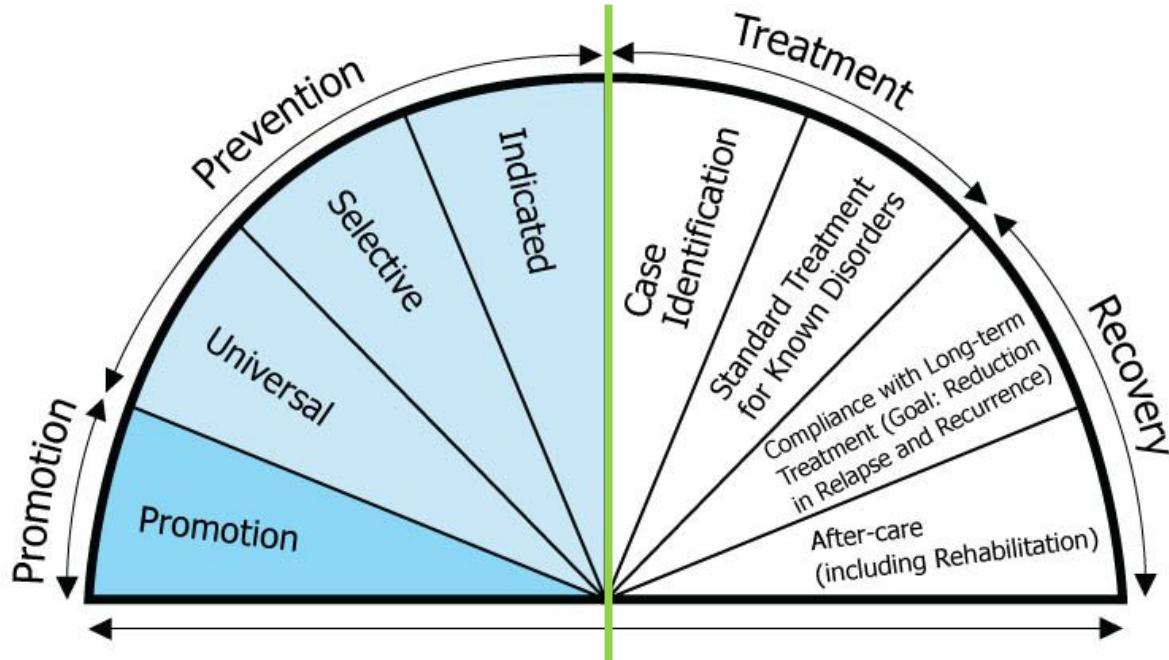 Promotion
Prevention
Treatment
Recovery
Promotion
Universal
Selective
Indicated
Case
Identification
Standard Treatment
for Known Disorders
Compliance with Long-term
Treatment (Goal: Reduction
in Relapse and Recurrence)
After-care
(including Rehabilitation)